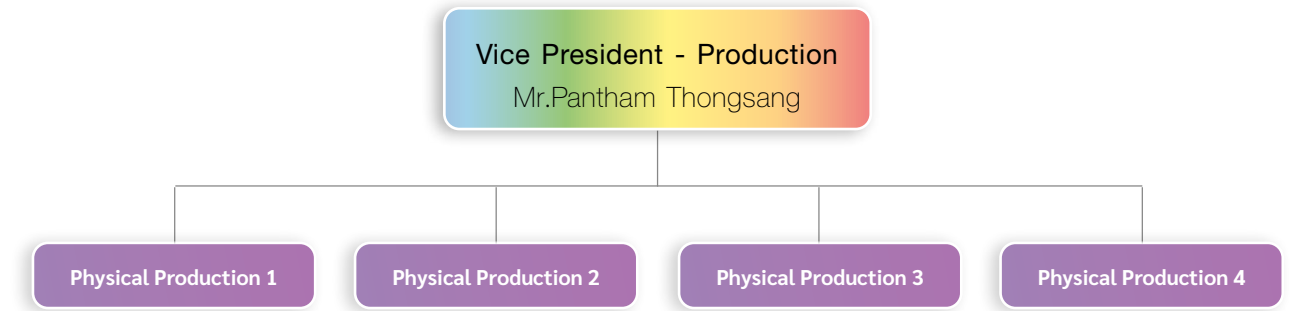 Vice President - Production
Mr.Pantham Thongsang
Physical Production 1
Physical Production 2
Physical Production 3
Physical Production 4